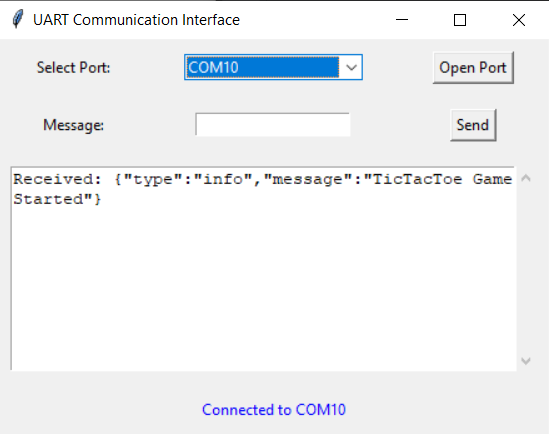 UART Communication Interface
Select Port: COM10 Open Port
Message: Send
Received: {"type":"info","message":"TicTacToe Game
Started"}
Connected to COM10